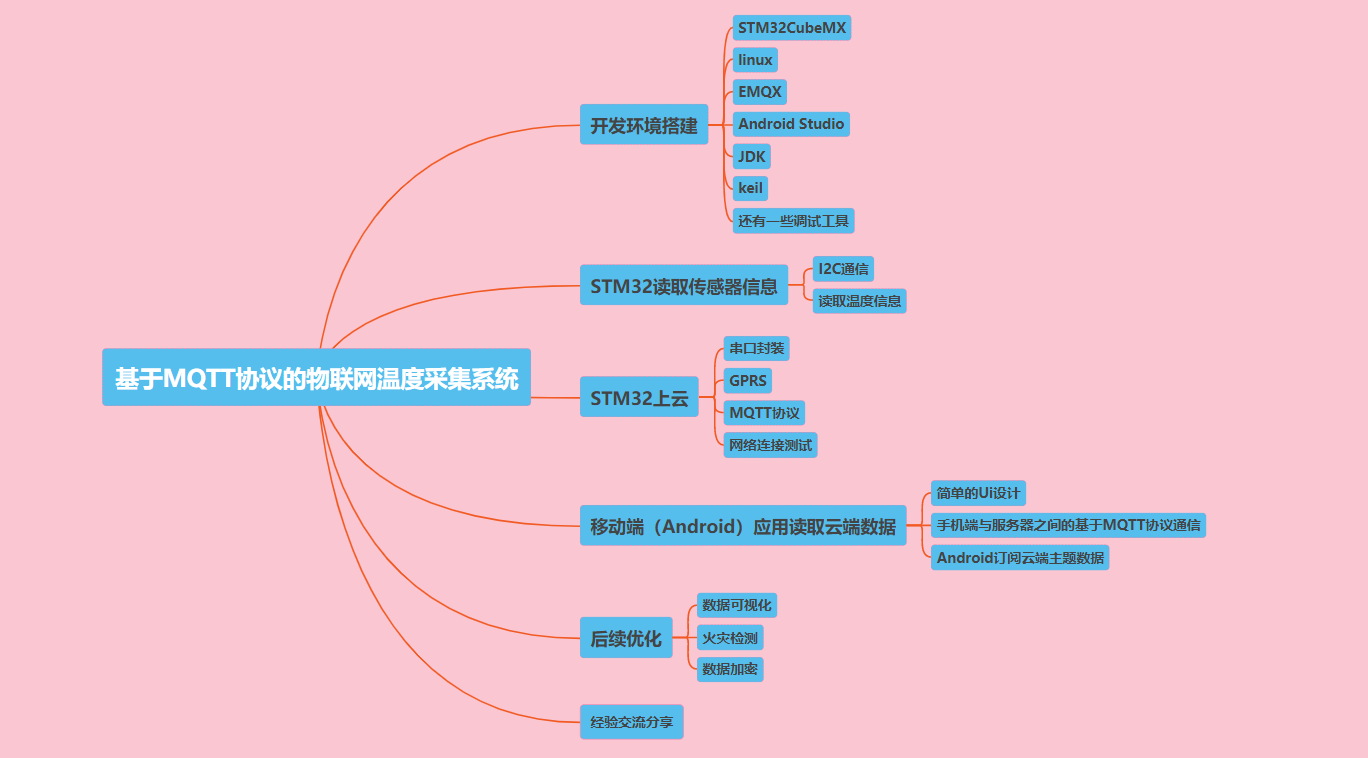 基于MQTT协议的物联网温度采集系统
开发环境搭建
STM32CubeMX
linux
EMQX
Android Studio
JDK
keil
还有一些调试工具
STM32读取传感器信息
I2C通信
读取温度信息
STM32上云
串口封装
GPRS
MQTT协议
网络连接测试
移动端（Android）应用读取云端数据
简单的Ui设计
手机端与服务器之间的基于MQTT协议通信
Android订阅云端主题数据
后续优化
数据可视化
火灾检测
数据加密
经验交流分享